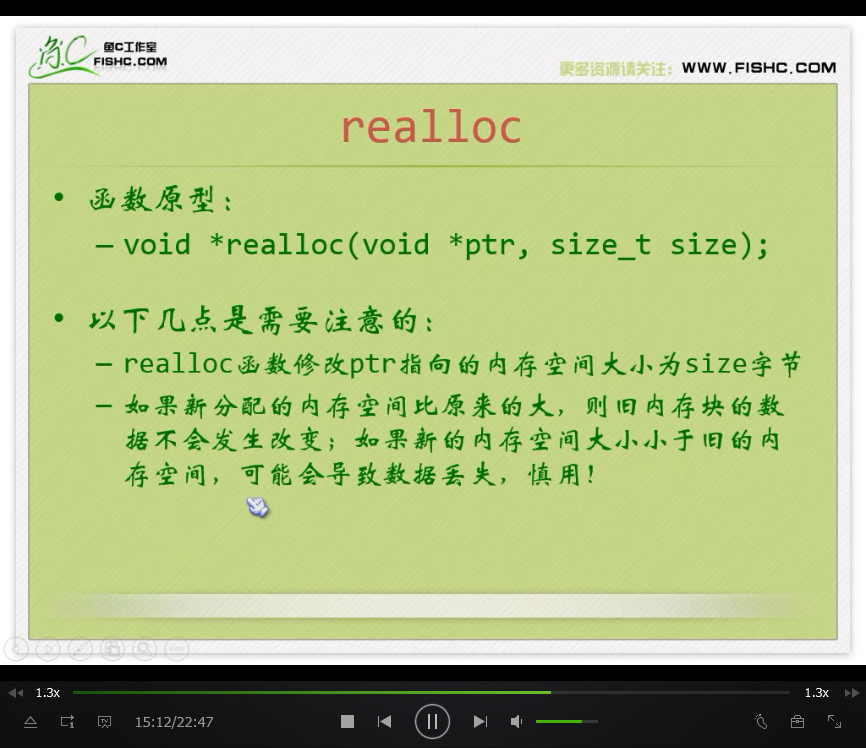 鱼C工作室
FISHC.COM
更多资源请关注：WWW.FISHC.COM
realloc
• 函数原型：
– void *realloc(void *ptr, size_t size);
• 以下几点是需要注意的：
– realloc函数修改ptr指向的内存空间大小为size字节
– 如果新分配的内存空间比原来的大，则旧内存块的数
据不会发生改变；如果新的内存空间大小小于旧的内
存空间，可能会导致数据丢失，慎用！
1.3x
1.3x
15:12/22:47